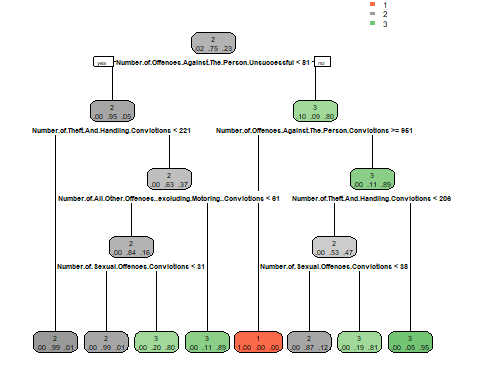 1
2
3
2
.02 .75 .23
yes
Number.of.Offences.Against.The.Person.Unsuccessful < 81
no
2
.00 .95 .05
3
.10 .09 .80
Number.of.Theft.And.Handling.Convictions < 221
Number.of.Offences.Against.The.Person.Convictions >= 951
2
.00 .63 .37
3
.00 .11 .89
Number.of.All.Other.Offences..excluding.Motoring..Convictions < 61
Number.of.Theft.And.Handling.Convictions < 206
2
.00 .84 .16
2
.00 .53 .47
Number.of.Sexual.Offences.Convictions < 31
Number.of.Sexual.Offences.Convictions < 38
2
.00 .99 .01
2
.00 .99 .01
3
.00 .20 .80
3
.00 .11 .89
1
1.00 .00 .00
2
.00 .87 .12
3
.00 .19 .81
3
.00 .05 .95